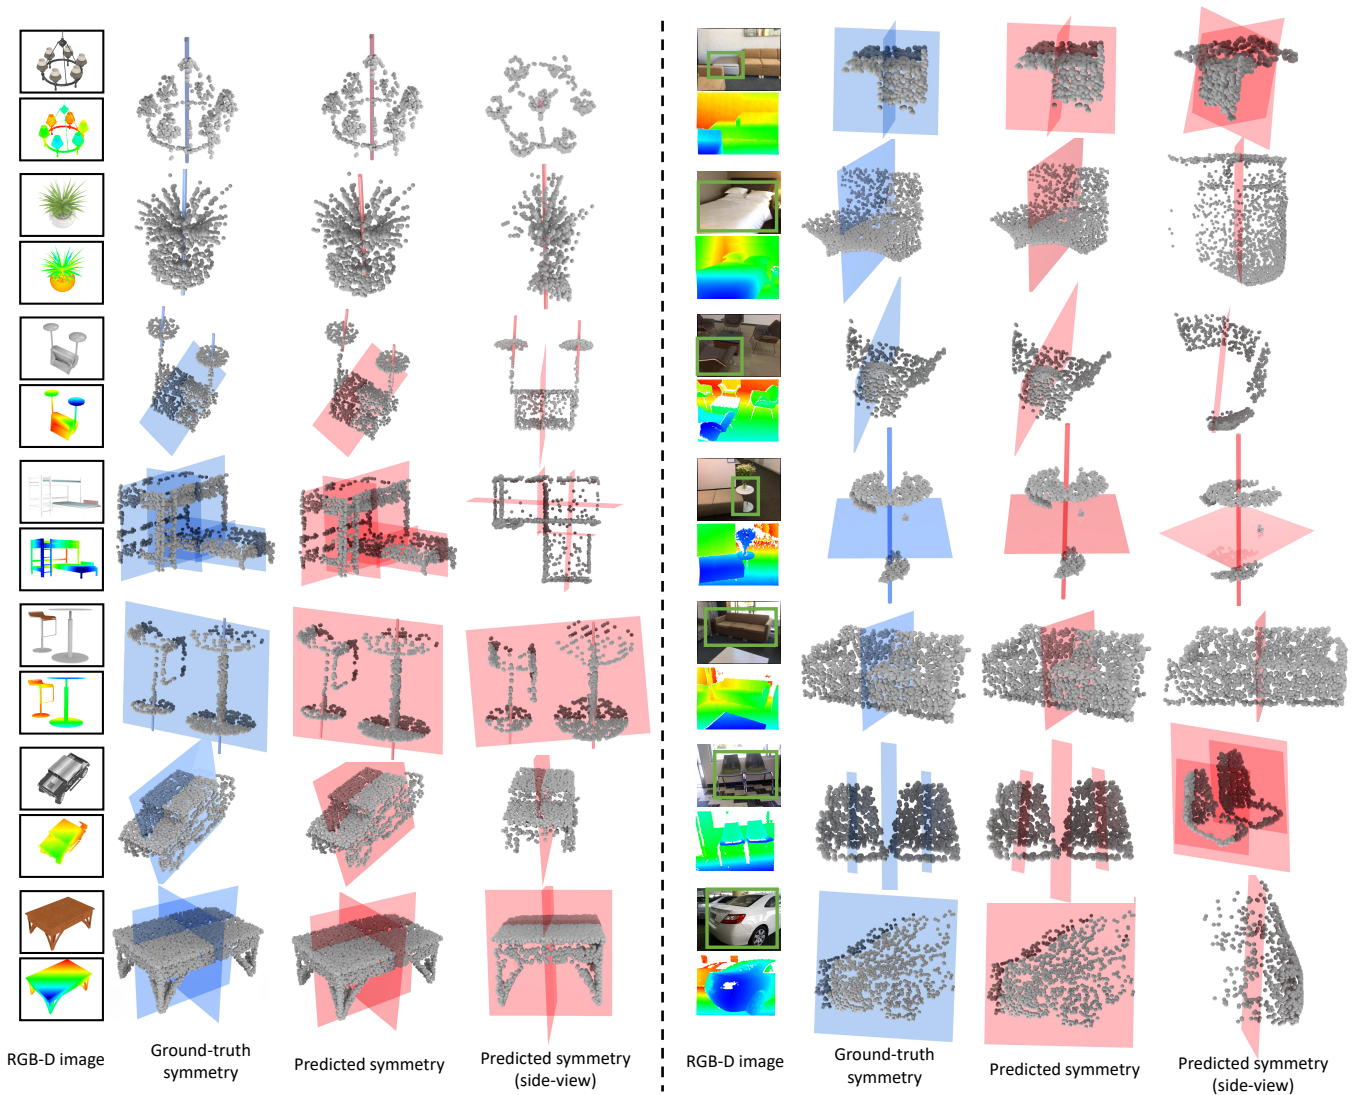 RGB-D image
Ground-truth
symmetry
Predicted symmetry
Predicted symmetry
(side-view)
RGB-D image
Ground-truth
symmetry
Predicted symmetry
Predicted symmetry
(side-view)